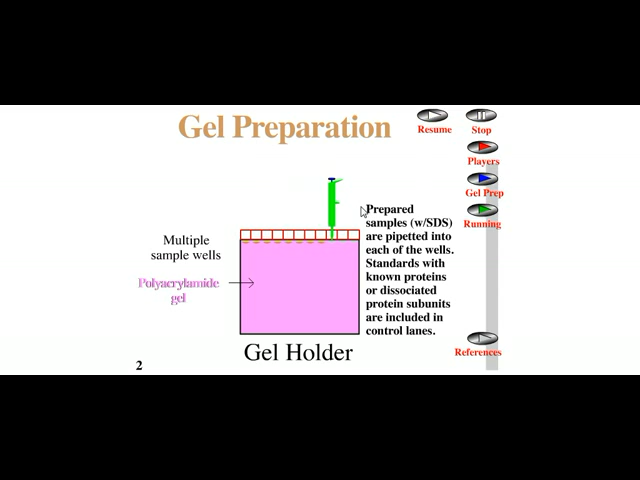 Gel Preparation
Resume
Stop
Players
Gel Prep
Running
Multiple
sample wells
Polyacrylamide
gel
Prepared
samples (w/SDS)
are pipetted into
each of the wells.
Standards with
known proteins
or dissociated
protein subunits
are included in
control lanes.
Gel Holder
References
2